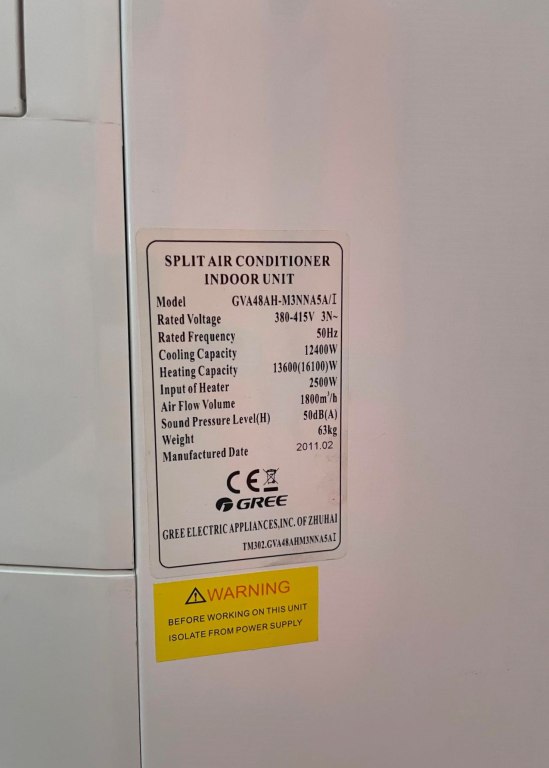 SPLIT AIR CONDITIONER
INDOOR UNIT
Model GVA48AH-M3NNA5A/I
Rated Voltage 380-415V 3N~
Rated Frequency 50Hz
Cooling Capacity 12400W
Heating Capacity 13600(16100)W
Input of Heater 2500W
Air Flow Volume 1800m³/h
Sound Pressure Level(H) 50dB(A)
Weight 63kg
Manufactured Date 2011.02
CE
GREE
GREE ELECTRIC APPLIANCES,INC. OF ZHUHAI
TM302.GVA48AHM3NNA5AI
WARNING
BEFORE WORKING ON THIS UNIT
ISOLATE FROM POWER SUPPLY